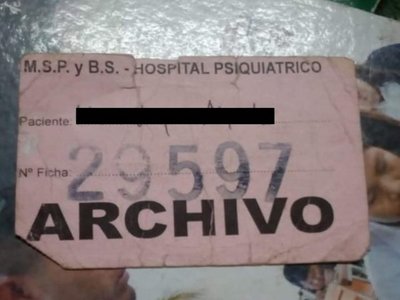 M.S.P. y B.S. - HOSPITAL PSIQUIATRICO
Paciente:
Nº Ficha: 29597
ARCHIVO